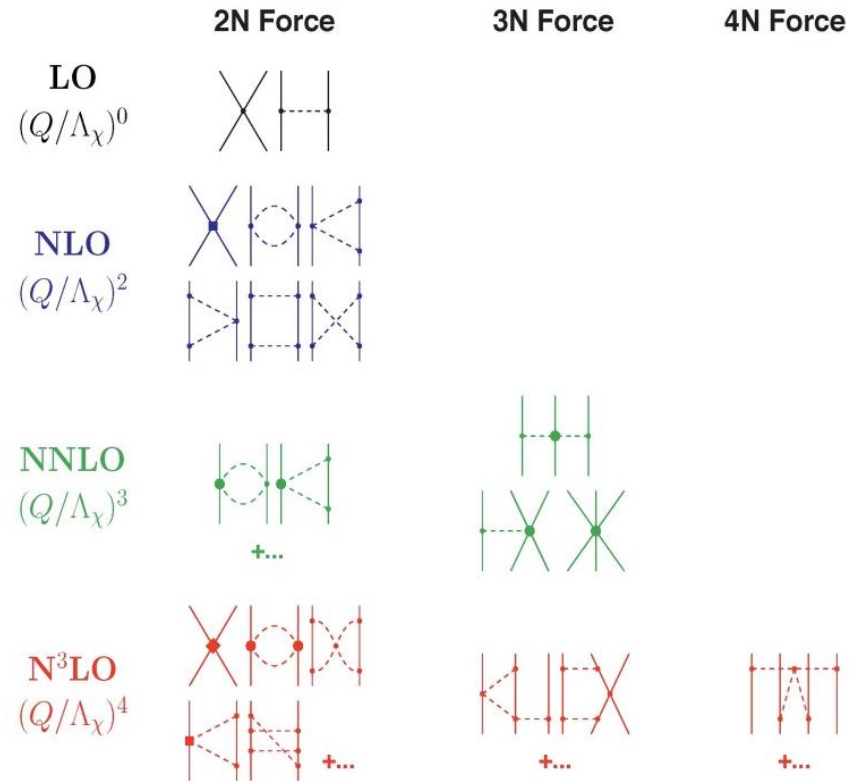 2N Force 3N Force 4N Force
LO
(Q/Λχ)⁰
NLO
(Q/Λχ)²
NNLO
(Q/Λχ)³
+...
N³LO
(Q/Λχ)⁴
+... +... +...